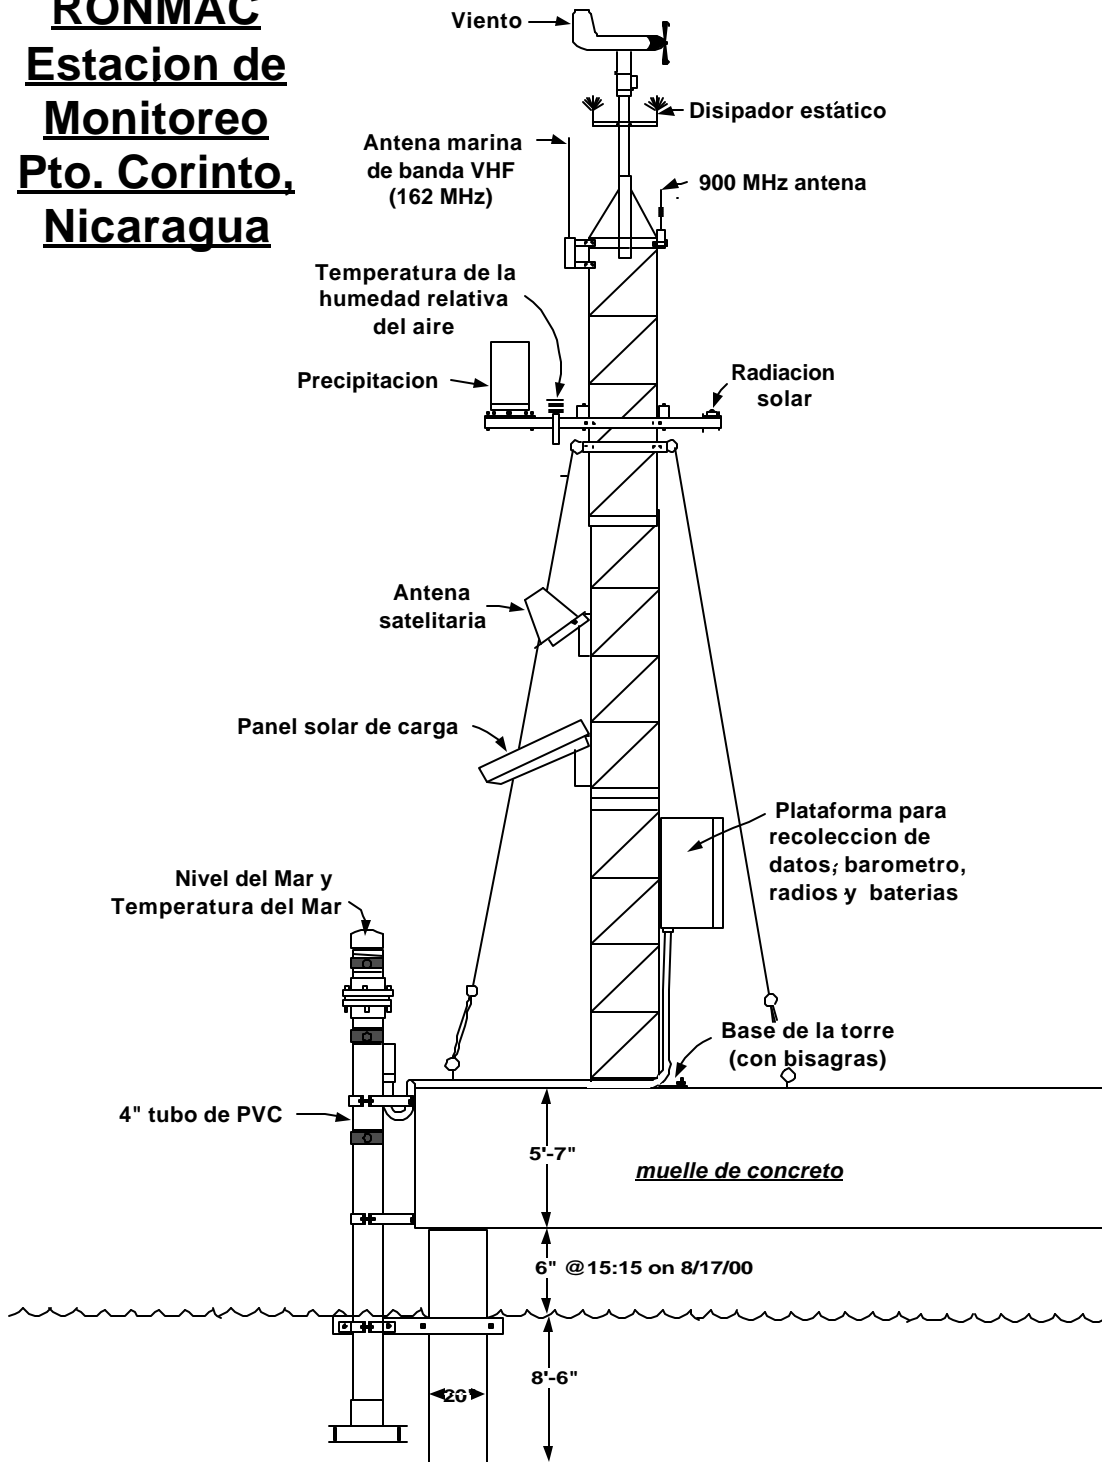 RONMAC
Estacion de
Monitoreo
Pto. Corinto,
Nicaragua
Viento
Disipador estático
Antena marina
de banda VHF
(162 MHz)
900 MHz antena
Temperatura de la
humedad relativa
del aire
Precipitacion
Radiacion
solar
Antena
satelitaria
Panel solar de carga
Plataforma para
recoleccion de
datos, barometro,
radios y baterias
Nivel del Mar y
Temperatura del Mar
Base de la torre
(con bisagras)
4" tubo de PVC
5'-7"
muelle de concreto
6" @15:15 on 8/17/00
8'-6"
20"